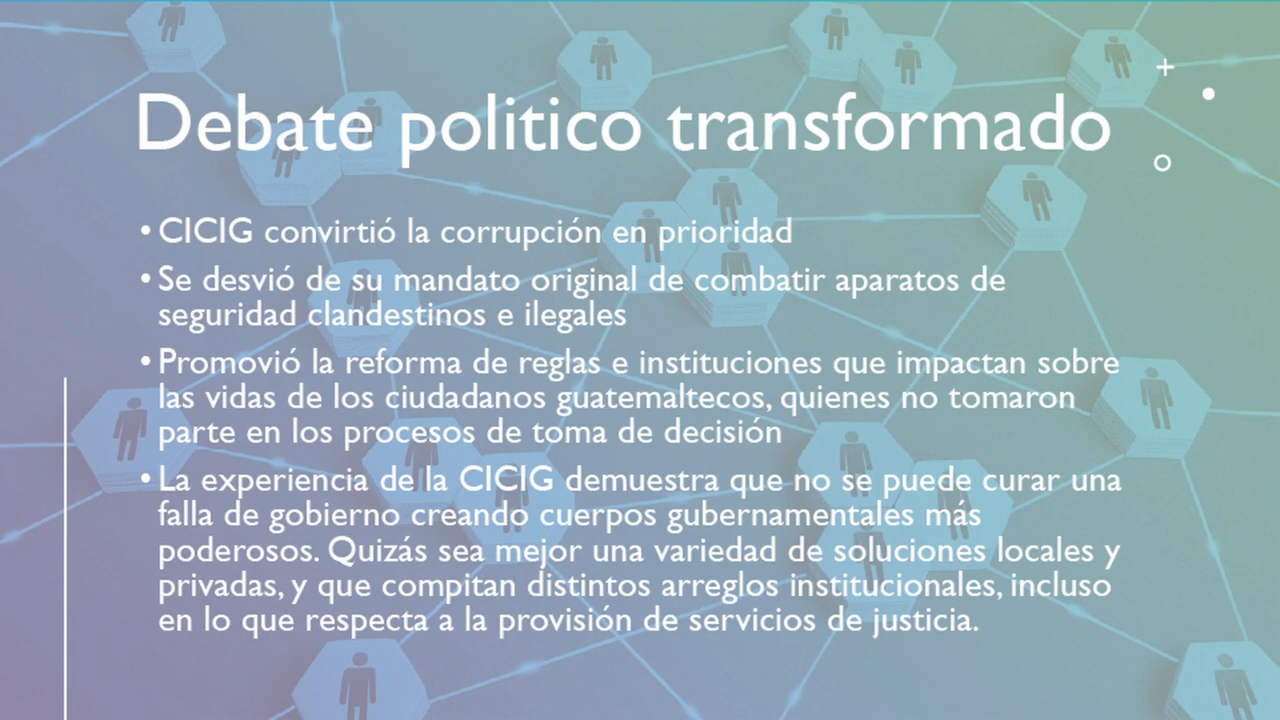 Debate politico transformado
• CICIG convirtió la corrupción en prioridad
• Se desvió de su mandato original de combatir aparatos de
seguridad clandestinos e ilegales
• Promovió la reforma de reglas e instituciones que impactan sobre
las vidas de los ciudadanos guatemaltecos, quienes no tomaron
parte en los procesos de toma de decisión
• La experiencia de la CICIG demuestra que no se puede curar una
falla de gobierno creando cuerpos gubernamentales más
poderosos. Quizás sea mejor una variedad de soluciones locales y
privadas, y que compitan distintos arreglos institucionales, incluso
en lo que respecta a la provisión de servicios de justicia.